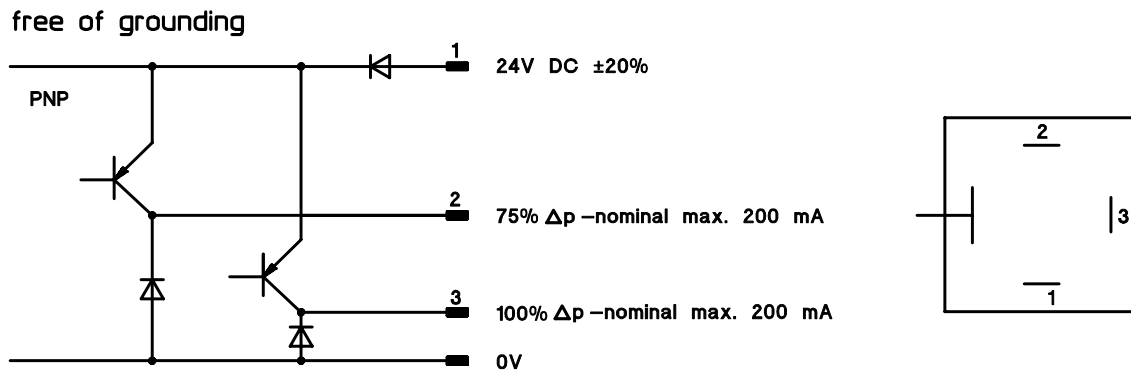 free of grounding
1
24V DC ±20%
PNP
2
2
75% Δp-nominal max. 200 mA
3
3
100% Δp-nominal max. 200 mA
1
0V